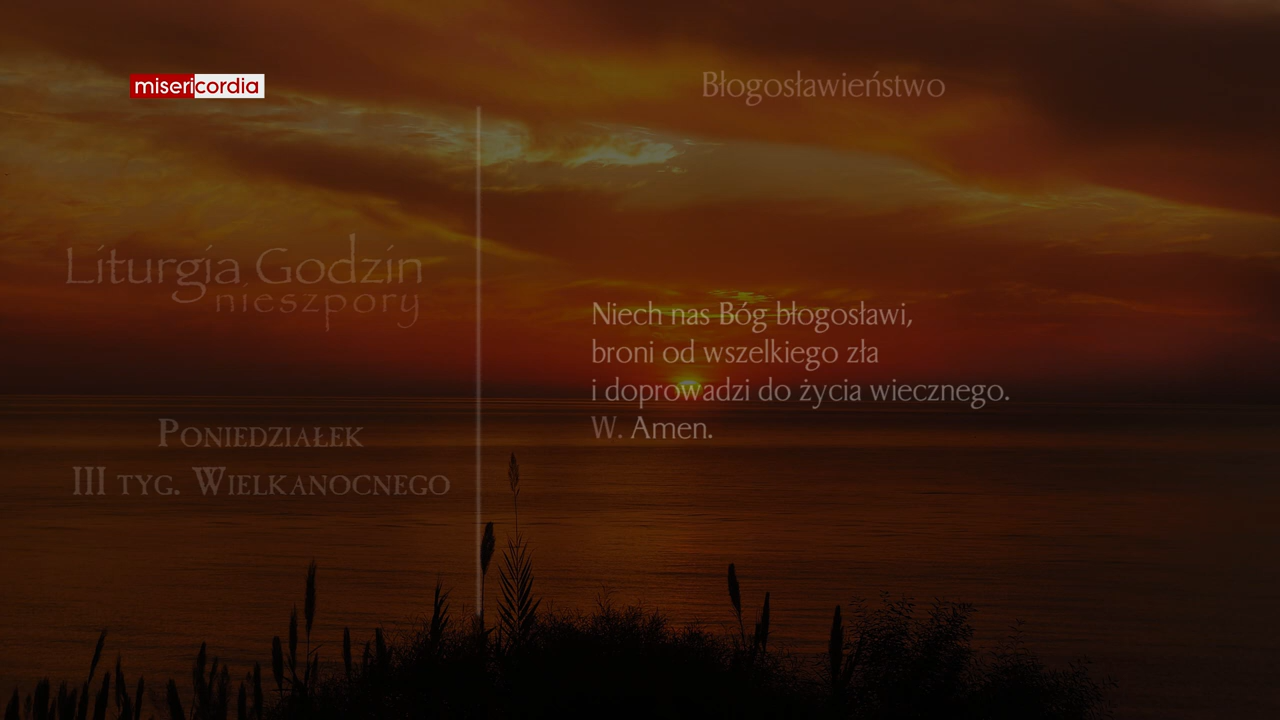 misericordia
Błogosławieństwo
Liturgia Godzin
nieszpory
Niech nas Bóg błogosławi,
broni od wszelkiego zła
i doprowadzi do życia wiecznego.
W. Amen.
Poniedziałek
III tyg. Wielkanocnego